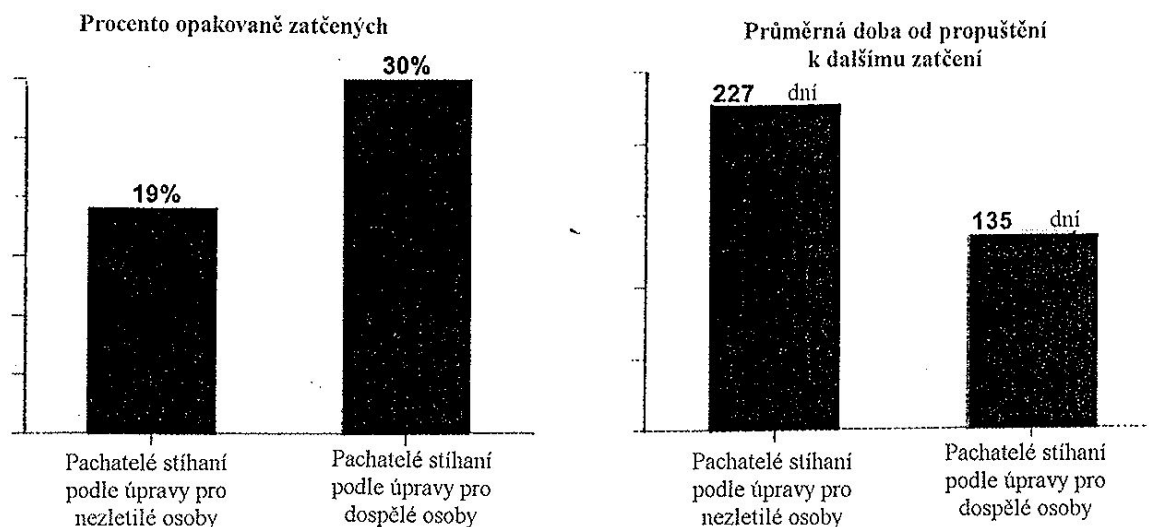 Procento opakovaně zatčených
30%
19%
Pachatelé stíhaní
podle úpravy pro
nezletilé osoby
Pachatelé stíhaní
podle úpravy pro
dospělé osoby
Průměrná doba od propuštění
k dalšímu zatčení
227 dní
135 dní
Pachatelé stíhaní
podle úpravy pro
nezletilé osoby
Pachatelé stíhaní
podle úpravy pro
dospělé osoby